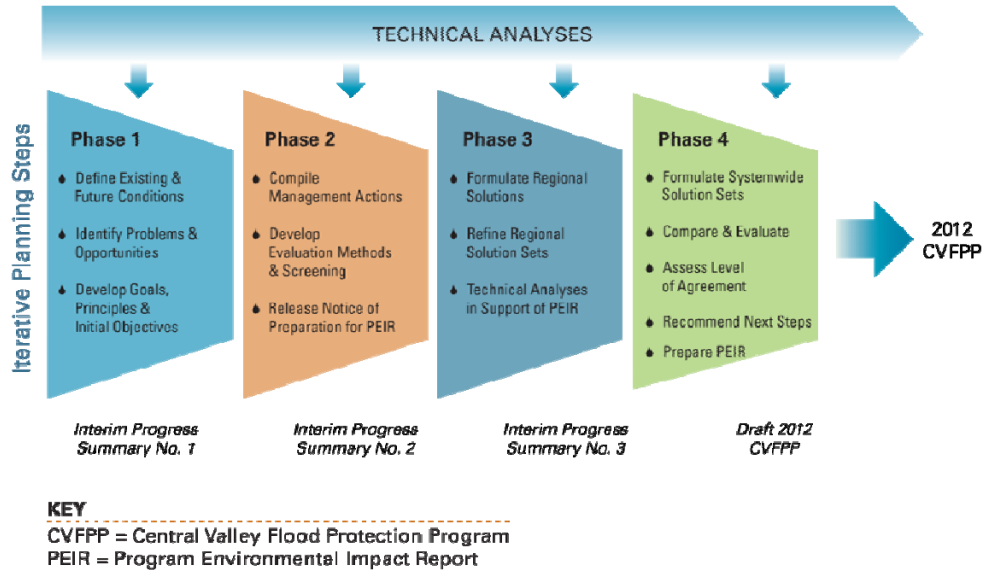 TECHNICAL ANALYSES
Iterative Planning Steps
Phase 1
Define Existing &
Future Conditions
Identify Problems &
Opportunities
Develop Goals,
Principles &
Initial Objectives
Phase 2
Compile
Management Actions
Develop
Evaluation Methods
& Screening
Release Notice of
Preparation for PEIR
Phase 3
Formulate Regional
Solutions
Refine Regional
Solution Sets
Technical Analyses
in Support of PEIR
Phase 4
Formulate Systemwide
Solution Sets
Compare & Evaluate
Assess Level
of Agreement
Recommend Next Steps
Prepare PEIR
2012
CVFPP
Interim Progress
Summary No. 1
Interim Progress
Summary No. 2
Interim Progress
Summary No. 3
Draft 2012
CVFPP
KEY
CVFPP = Central Valley Flood Protection Program
PEIR = Program Environmental Impact Report